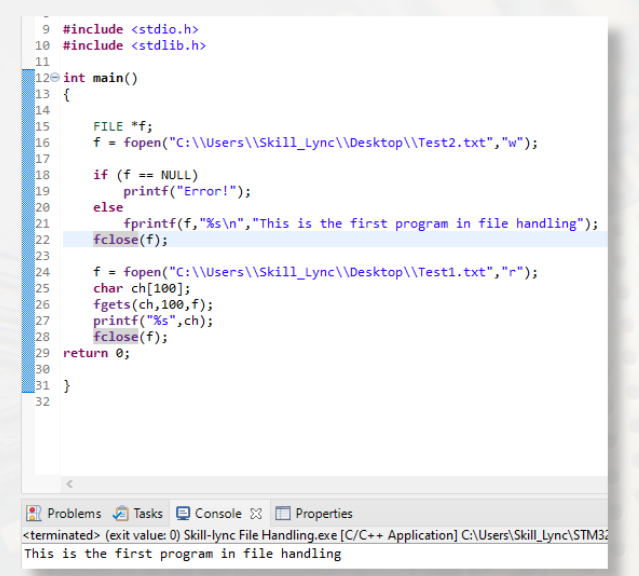 9 #include <stdio.h>
10 #include <stdlib.h>
11
12 int main()
13 {
14
15 FILE *f;
16 f = fopen("C:\\Users\\Skill_Lync\\Desktop\\Test2.txt","w");
17
18 if (f == NULL)
19 printf("Error!");
20 else
21 fprintf(f,"%s\n","This is the first program in file handling");
22 fclose(f);
23
24 f = fopen("C:\\Users\\Skill_Lync\\Desktop\\Test1.txt","r");
25 char ch[100];
26 fgets(ch,100,f);
27 printf("%s",ch);
28 fclose(f);
29 return 0;
30
31 }
32
Problems Tasks Console Properties
<terminated> (exit value: 0) Skill-lync File Handling.exe [C/C++ Application] C:\Users\Skill_Lync\STM32
This is the first program in file handling